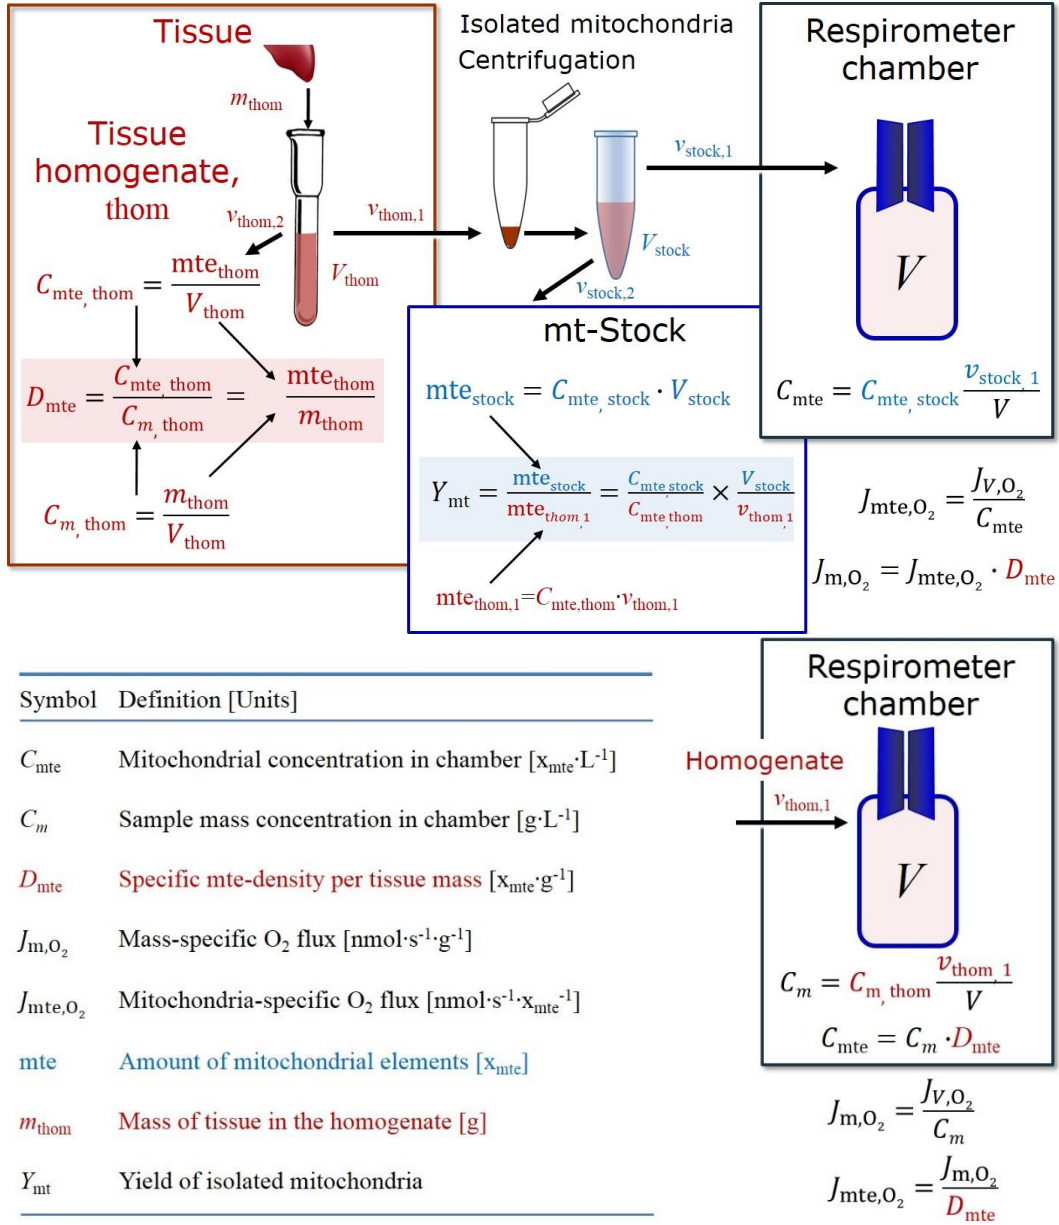 Tissue
m_thom
Tissue
homogenate,
thom
v_thom,2
v_thom,1
V_thom
C_mte, thom = mte_thom / V_thom
D_mte = C_mte, thom / C_m, thom = mte_thom / m_thom
C_m, thom = m_thom / V_thom
Isolated mitochondria
Centrifugation
v_stock,1
V_stock
v_stock,2
mt-Stock
mte_stock = C_mte, stock · V_stock
Y_mt = mte_stock / mte_thom,1 = C_mte,stock / C_mte,thom × V_stock / v_thom,1
mte_thom,1=C_mte,thom·v_thom,1
Respirometer
chamber
V
C_mte = C_mte, stock v_stock, 1 / V
J_mte,O₂ = J_V,O₂ / C_mte
J_m,O₂ = J_mte,O₂ · D_mte
Symbol Definition [Units]
C_mte Mitochondrial concentration in chamber [x_mte·L⁻¹]
C_m Sample mass concentration in chamber [g·L⁻¹]
D_mte Specific mte-density per tissue mass [x_mte·g⁻¹]
J_m,O₂ Mass-specific O₂ flux [nmol·s⁻¹·g⁻¹]
J_mte,O₂ Mitochondria-specific O₂ flux [nmol·s⁻¹·x_mte⁻¹]
mte Amount of mitochondrial elements [x_mte]
m_thom Mass of tissue in the homogenate [g]
Y_mt Yield of isolated mitochondria
Respirometer
chamber
Homogenate
v_thom,1
V
C_m = C_m, thom v_thom, 1 / V
C_mte = C_m · D_mte
J_m,O₂ = J_V,O₂ / C_m
J_mte,O₂ = J_m,O₂ / D_mte